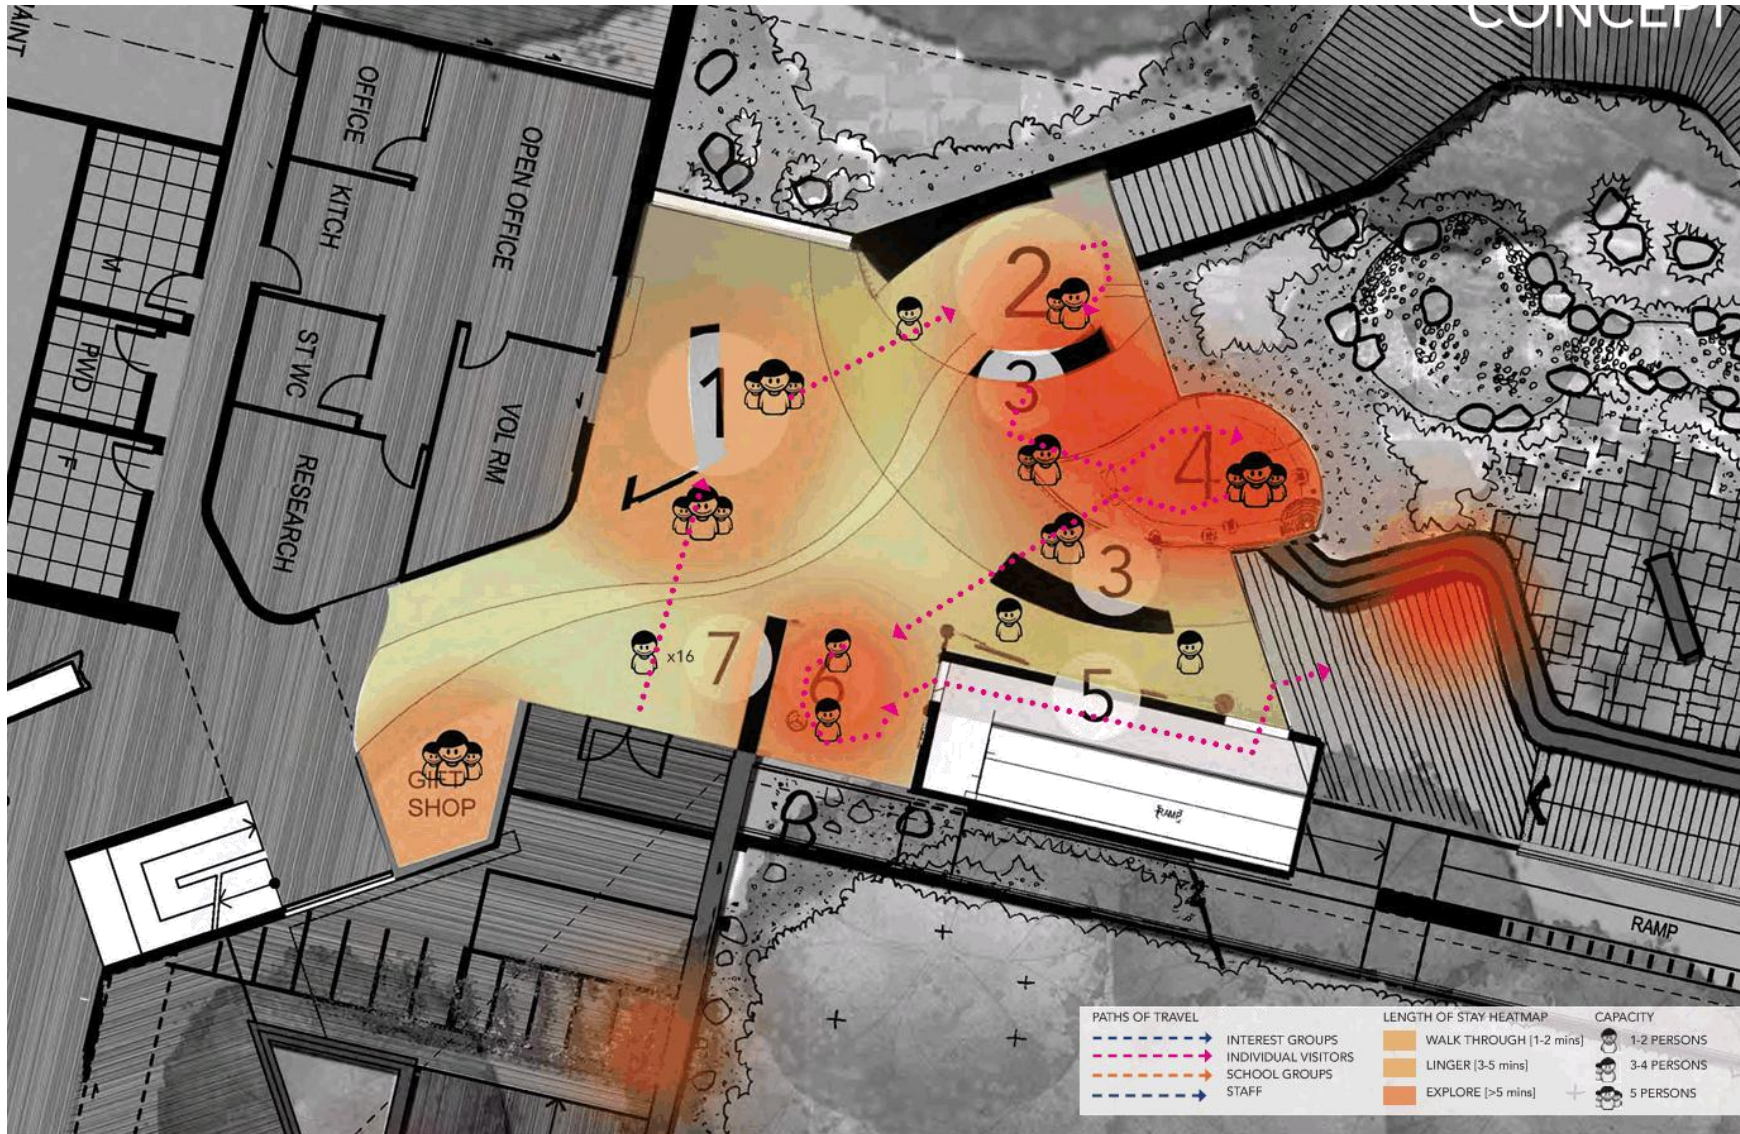 CONCEPT
AINT
OFFICE
OPEN OFFICE
KITCH
M
ST WC
PWD
VOL RM
F
RESEARCH
1
2
3
4
3
5
6
7
x16
GIFT
SHOP
RAMP
RAMP
PATHS OF TRAVEL
INTEREST GROUPS
INDIVIDUAL VISITORS
SCHOOL GROUPS
STAFF
LENGTH OF STAY HEATMAP
WALK THROUGH [1-2 mins]
LINGER [3-5 mins]
EXPLORE [>5 mins]
CAPACITY
1-2 PERSONS
3-4 PERSONS
5 PERSONS